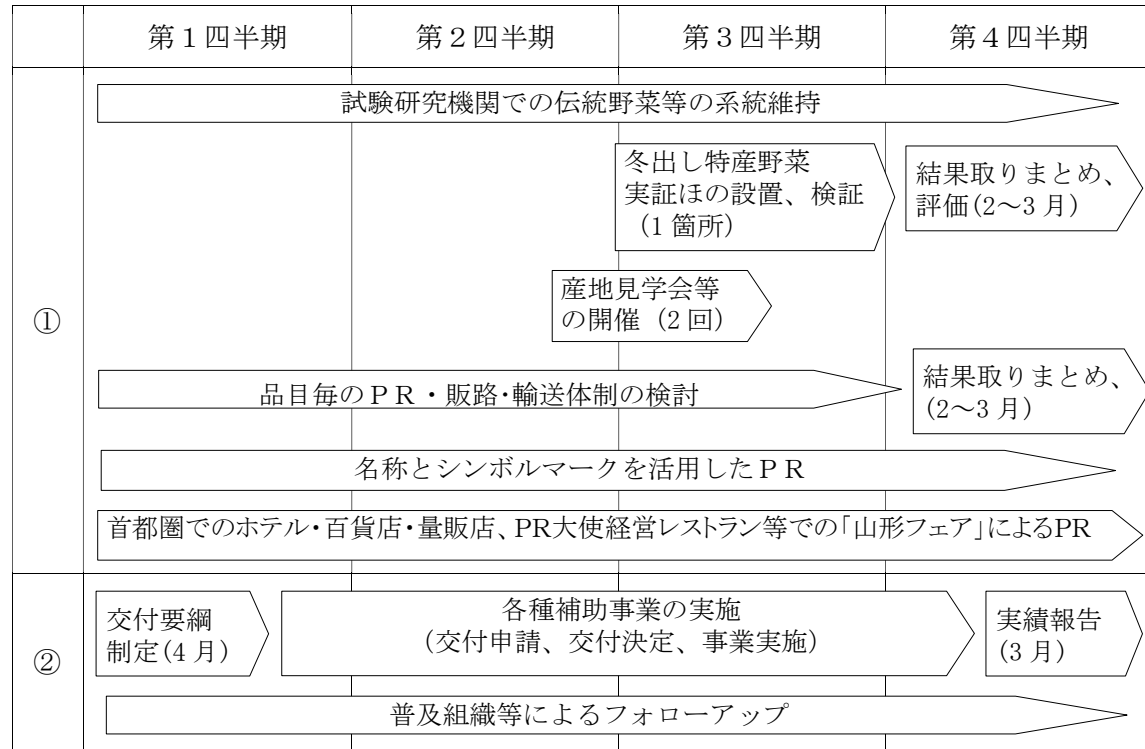 第１四半期
第２四半期
第３四半期
第４四半期
①
試験研究機関での伝統野菜等の系統維持
冬出し特産野菜
実証ほの設置、検証
（1 箇所）
結果取りまとめ、
評価(2～3 月)
産地見学会等
の開催（2 回）
品目毎のＰＲ・販路・輸送体制の検討
結果取りまとめ、
(2～3 月)
名称とシンボルマークを活用したＰＲ
首都圏でのホテル・百貨店・量販店、PR大使経営レストラン等での「山形フェア」によるPR
②
交付要綱
制定(4 月)
各種補助事業の実施
(交付申請、交付決定、事業実施)
実績報告
(3 月)
普及組織等によるフォローアップ